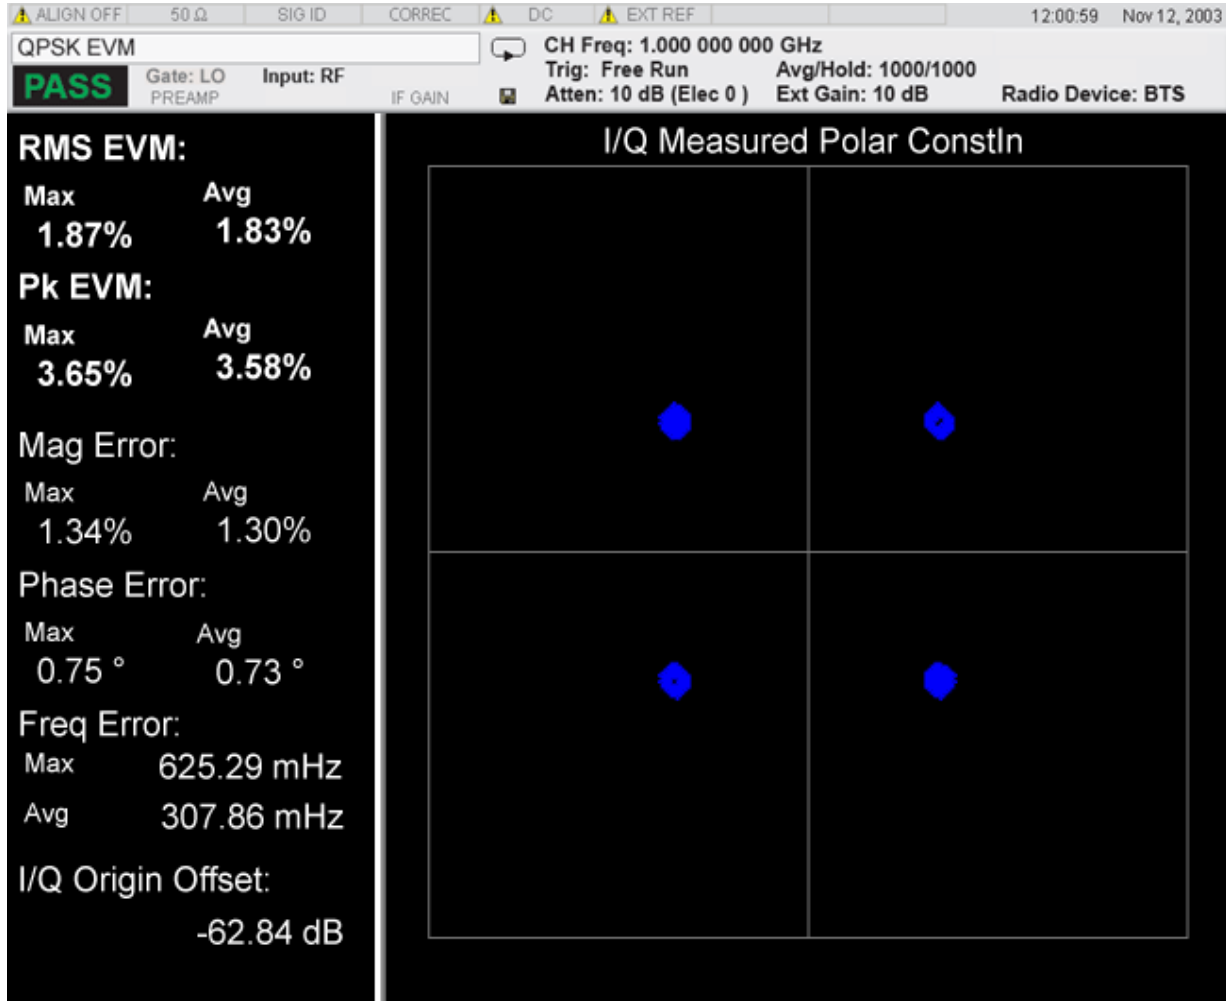 ALIGN OFF 50 Ω SIG ID CORREC DC EXT REF 12:00:59 Nov 12, 2003
QPSK EVM
CH Freq: 1.000 000 000 GHz
PASS Gate: LO Input: RF Trig: Free Run Avg/Hold: 1000/1000
PREAMP IF GAIN Atten: 10 dB (Elec 0 ) Ext Gain: 10 dB Radio Device: BTS
RMS EVM:
Max Avg
1.87% 1.83%
Pk EVM:
Max Avg
3.65% 3.58%
Mag Error:
Max Avg
1.34% 1.30%
Phase Error:
Max Avg
0.75 ° 0.73 °
Freq Error:
Max 625.29 mHz
Avg 307.86 mHz
I/Q Origin Offset:
-62.84 dB
I/Q Measured Polar Constln